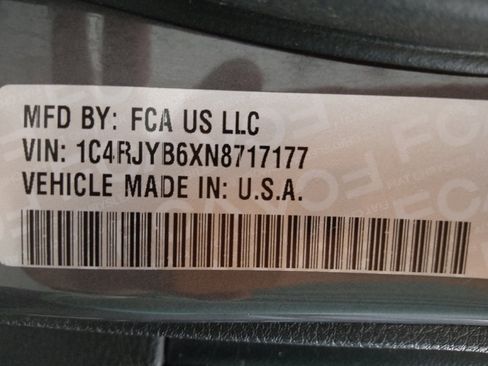 MFD BY: FCA US LLC
VIN: 1C4RJYB6XN8717177
VEHICLE MADE IN: U.S.A.